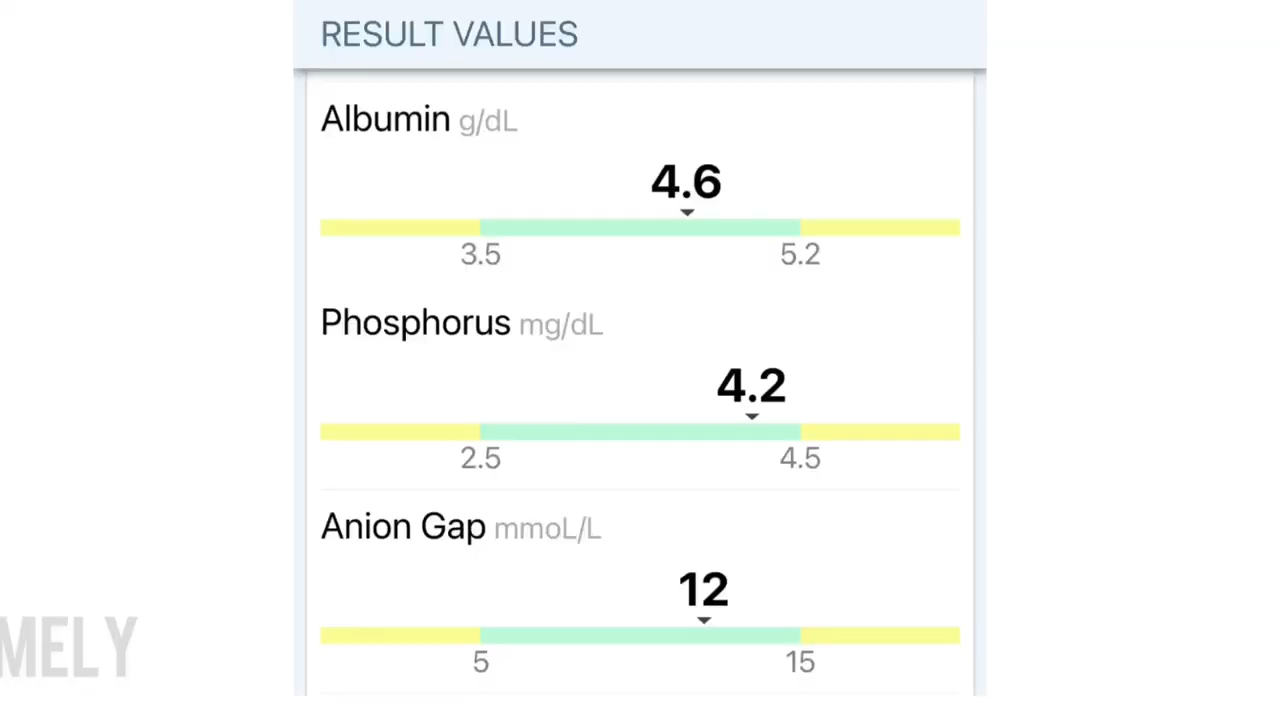 RESULT VALUES
Albumin g/dL
4.6
3.5 5.2
Phosphorus mg/dL
4.2
2.5 4.5
Anion Gap mmoL/L
12
5 15
MELY